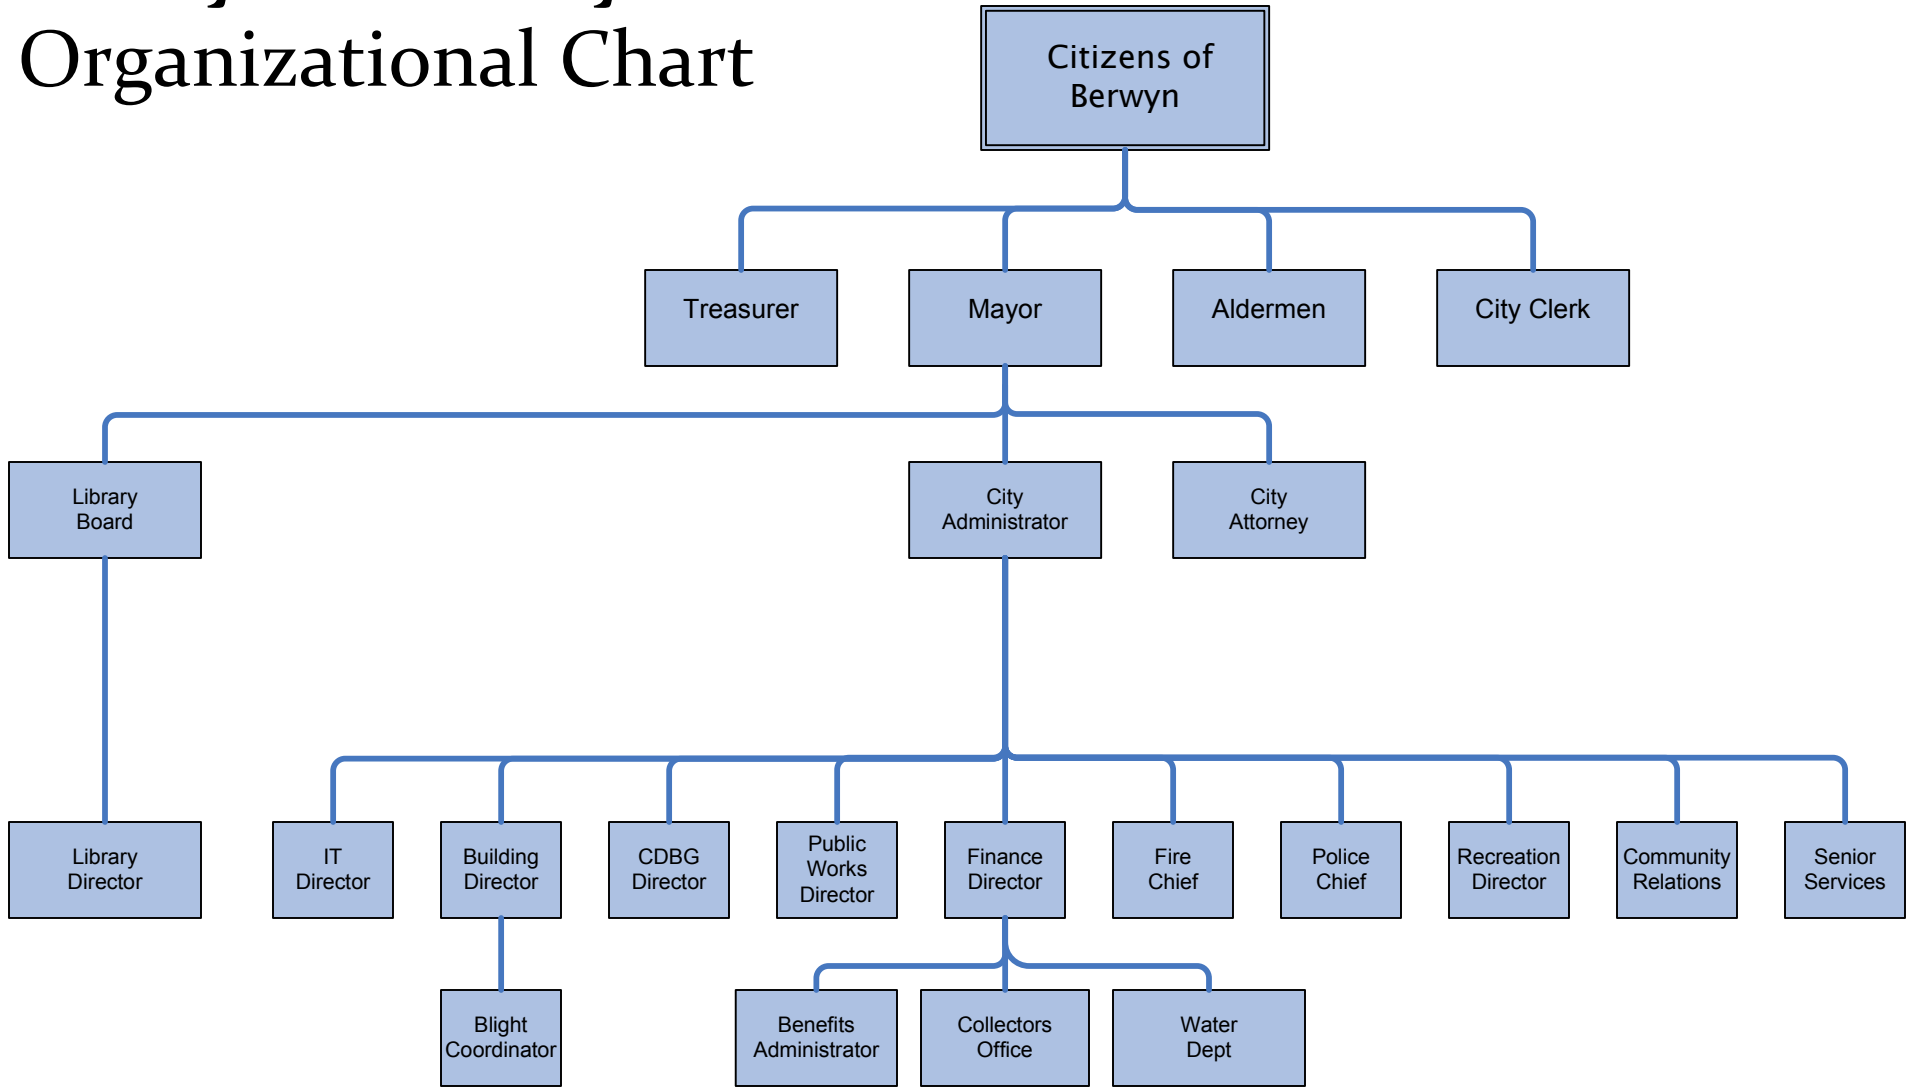 Organizational Chart
Citizens of
Berwyn
Treasurer
Mayor
Aldermen
City Clerk
Library
Board
City
Administrator
City
Attorney
Library
Director
IT
Director
Building
Director
CDBG
Director
Public
Works
Director
Finance
Director
Fire
Chief
Police
Chief
Recreation
Director
Community
Relations
Senior
Services
Blight
Coordinator
Benefits
Administrator
Collectors
Office
Water
Dept